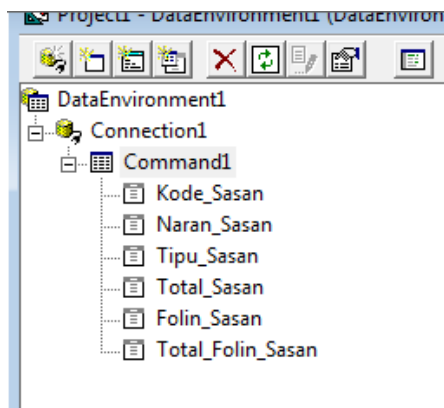 Project1 - DataEnvironment1 (DataEnviron
DataEnvironment1
Connection1
Command1
Kode_Sasan
Naran_Sasan
Tipu_Sasan
Total_Sasan
Folin_Sasan
Total_Folin_Sasan